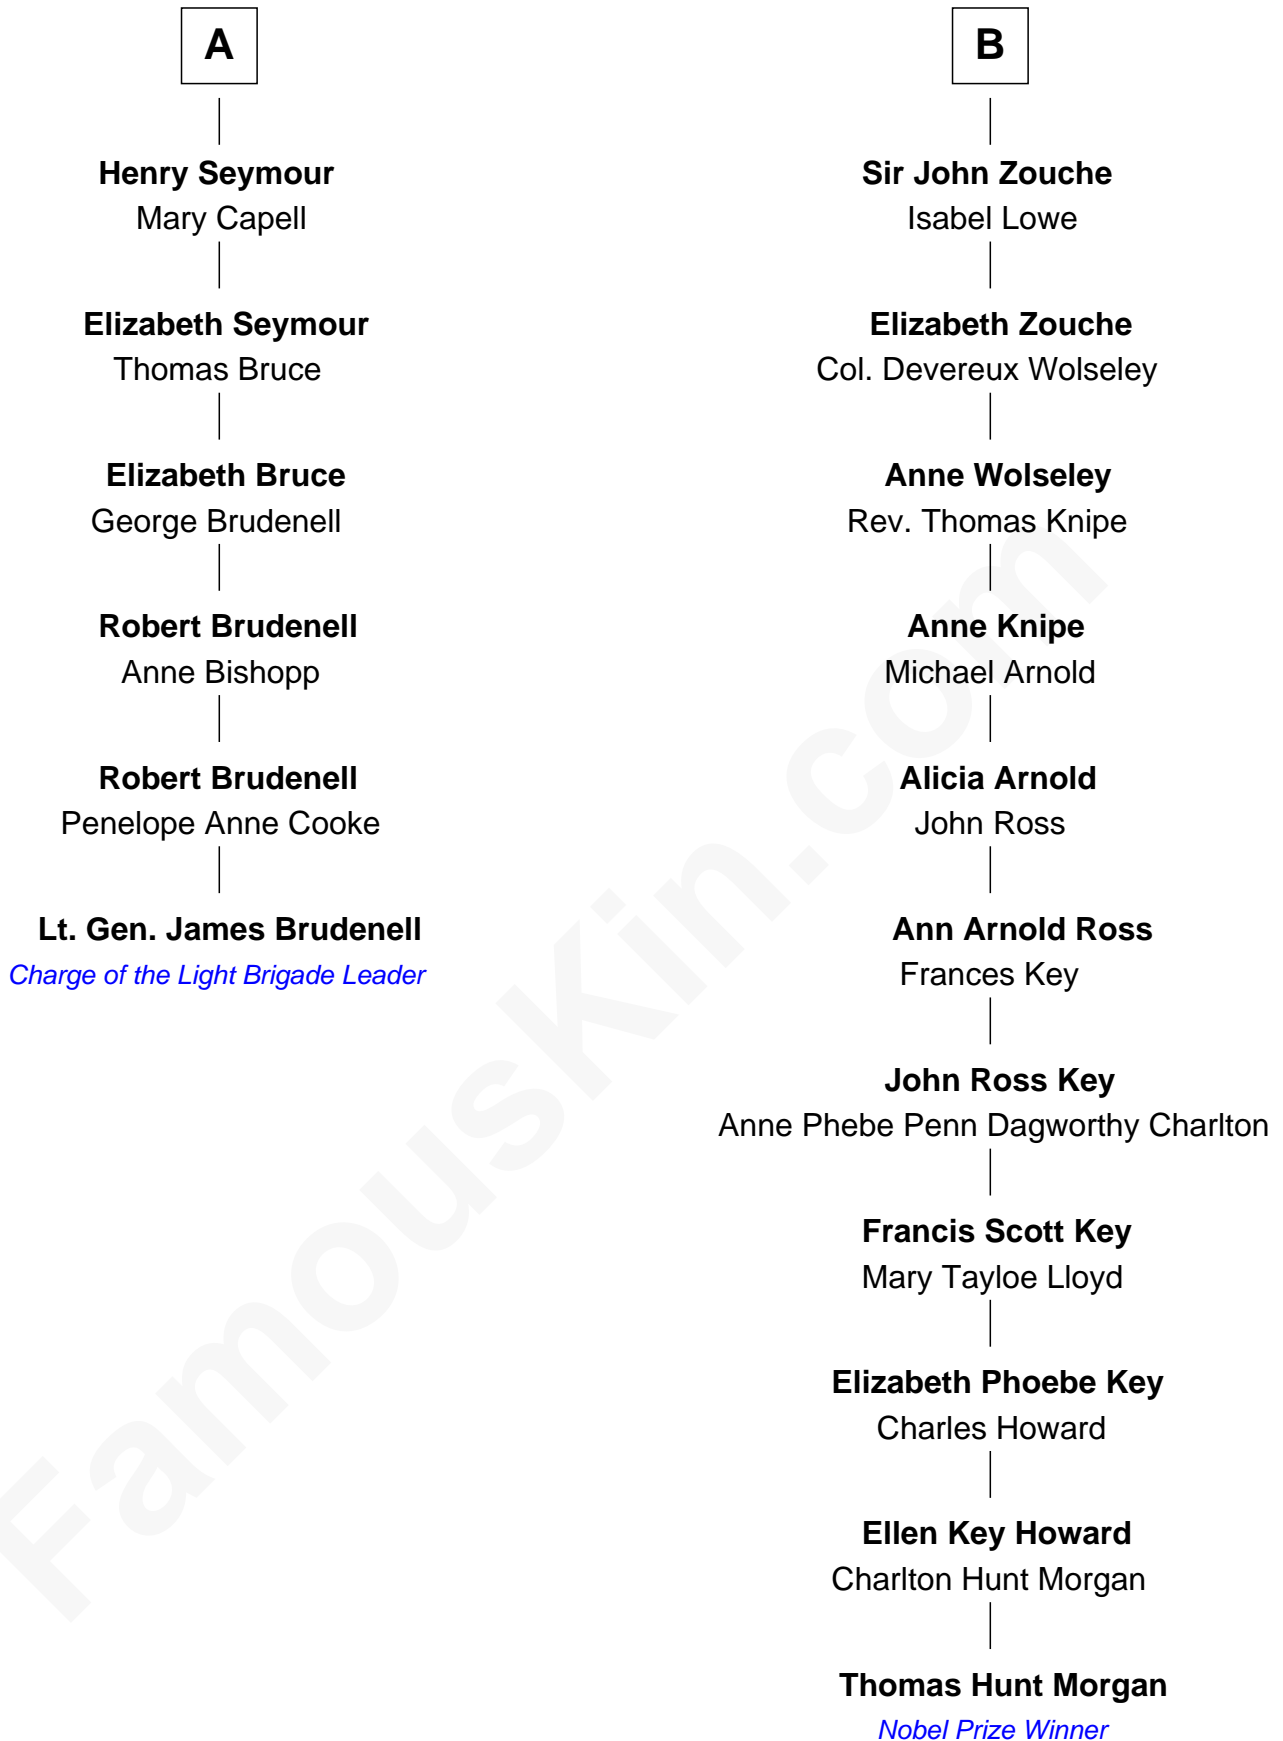 A
Henry Seymour
Mary Capell
Elizabeth Seymour
Thomas Bruce
Elizabeth Bruce
George Brudenell
Robert Brudenell
Anne Bishopp
Robert Brudenell
Penelope Anne Cooke
Lt. Gen. James Brudenell
Charge of the Light Brigade Leader
B
Sir John Zouche
Isabel Lowe
Elizabeth Zouche
Col. Devereux Wolseley
Anne Wolseley
Rev. Thomas Knipe
Anne Knipe
Michael Arnold
Alicia Arnold
John Ross
Ann Arnold Ross
Frances Key
John Ross Key
Anne Phebe Penn Dagworthy Charlton
Francis Scott Key
Mary Tayloe Lloyd
Elizabeth Phoebe Key
Charles Howard
Ellen Key Howard
Charlton Hunt Morgan
Thomas Hunt Morgan
Nobel Prize Winner
FamousKin.com